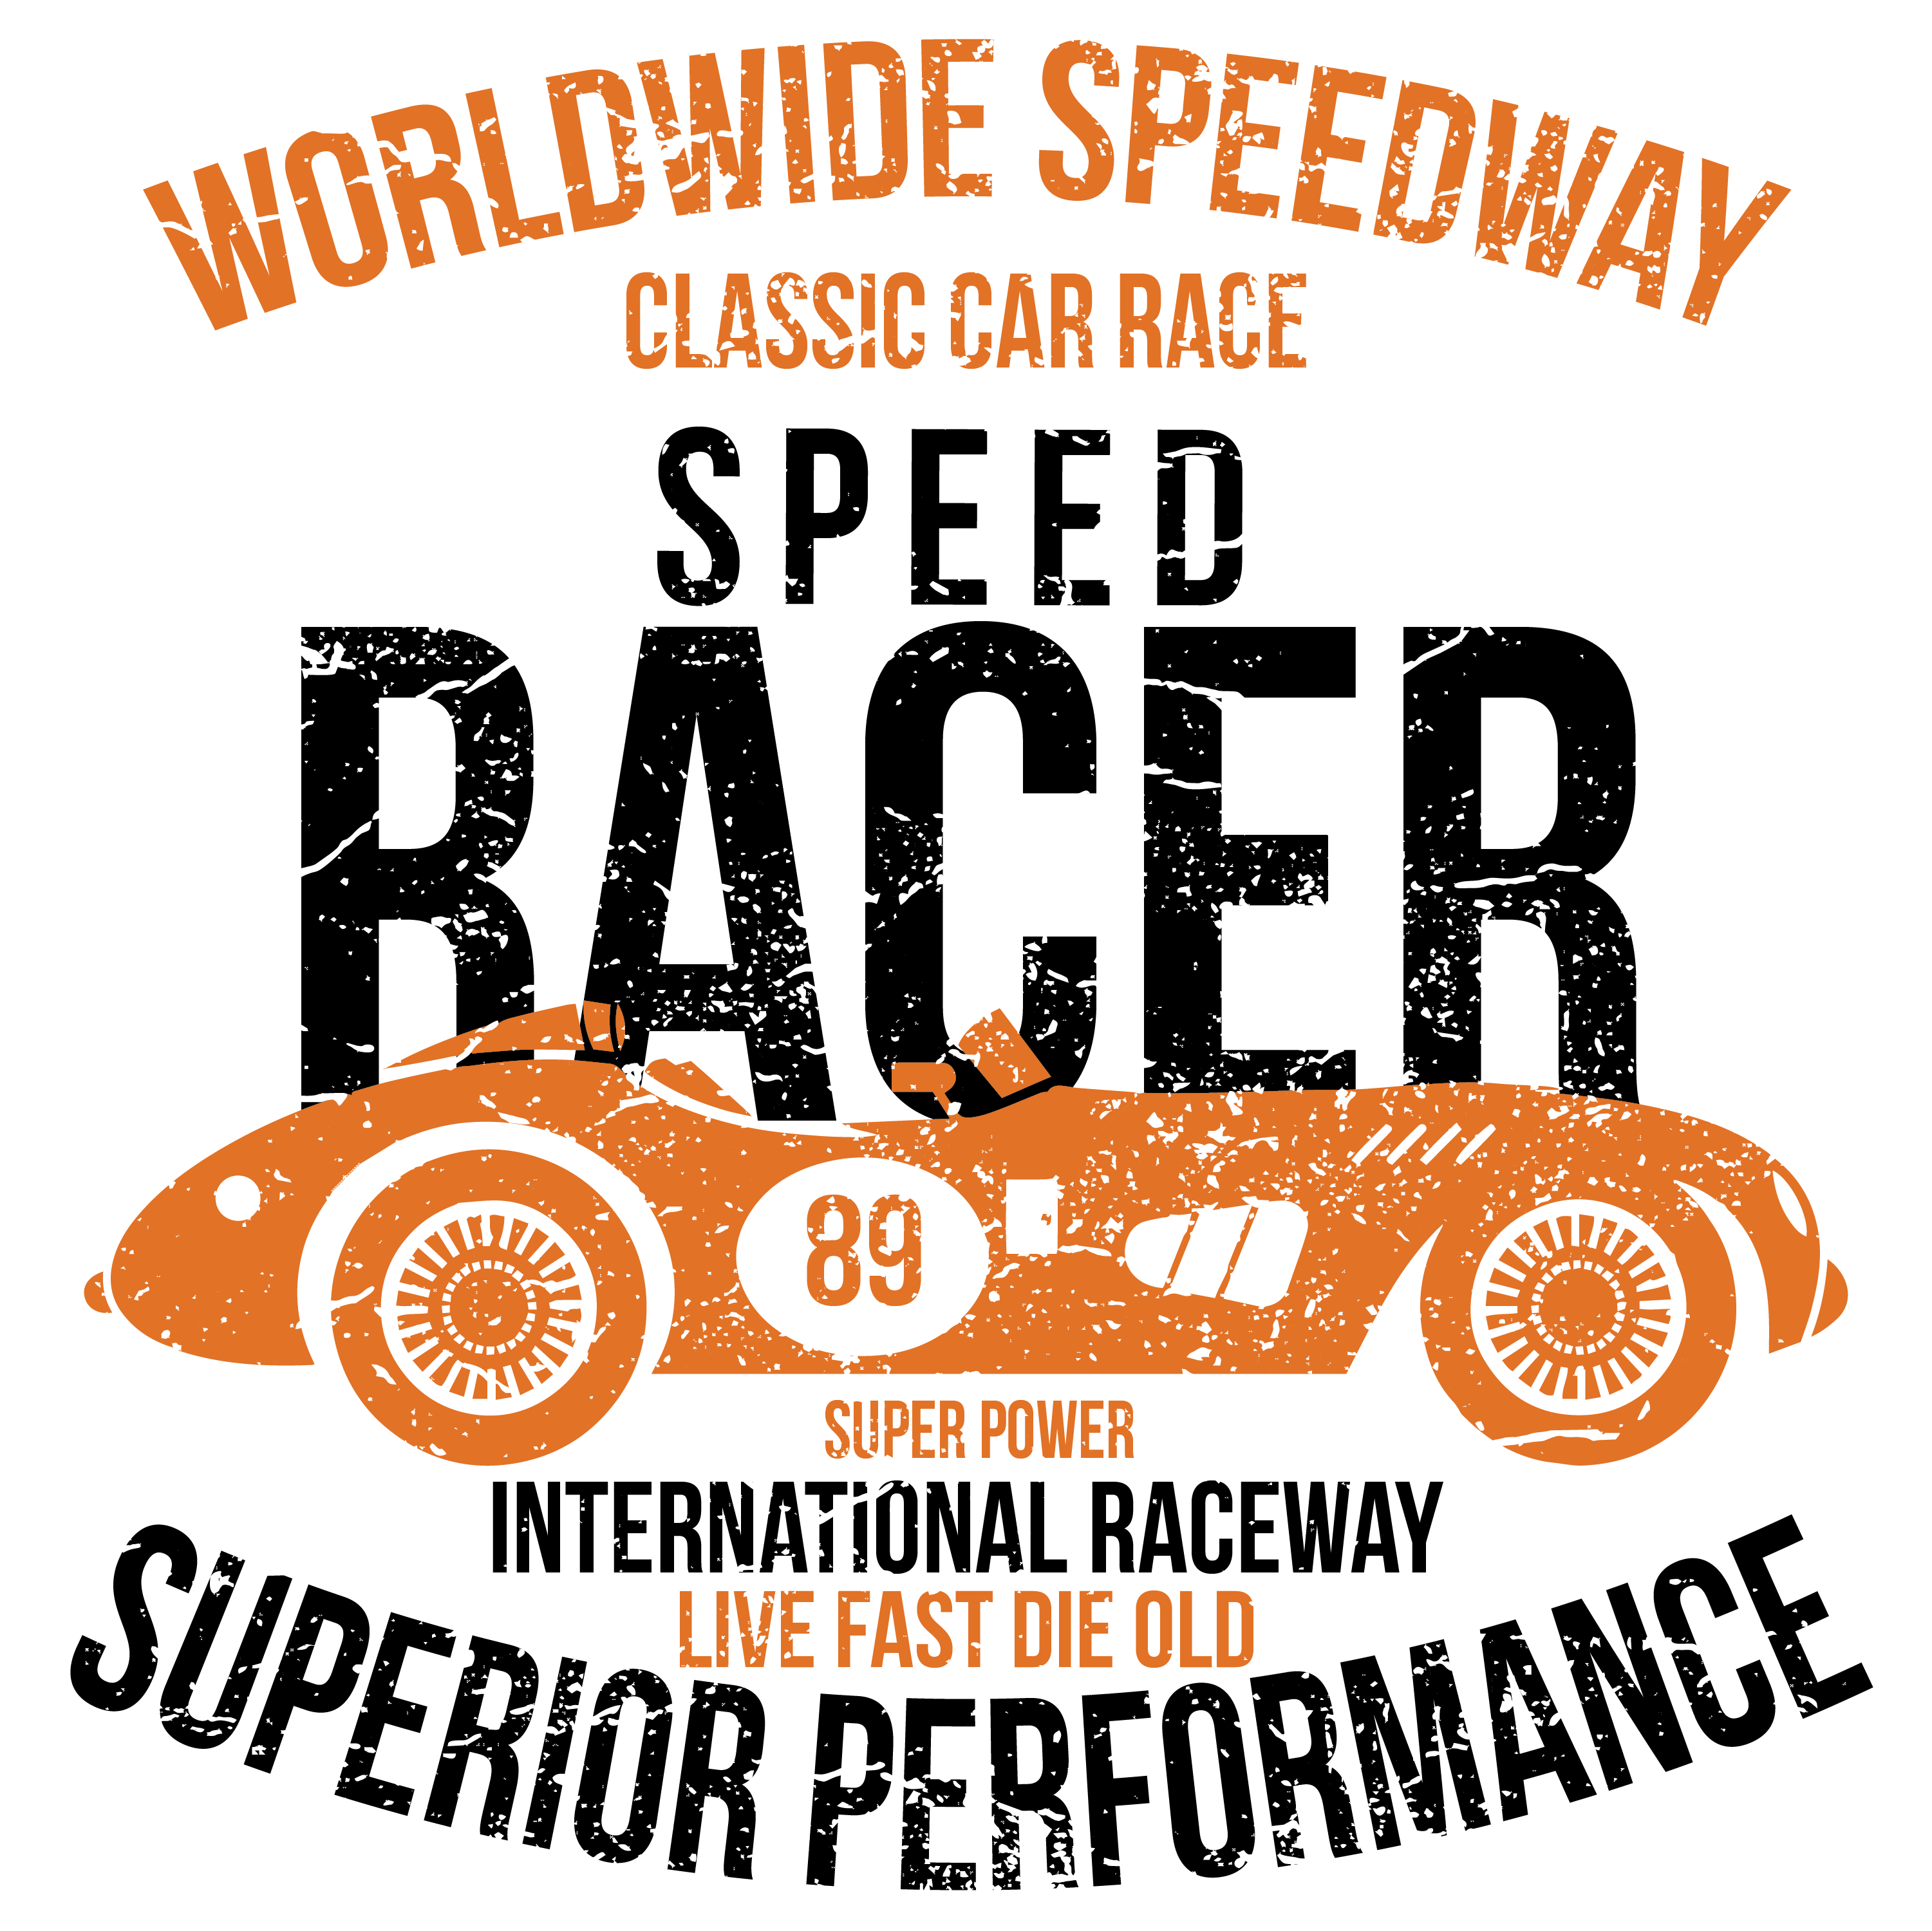 WORLDWIDE SPEEDWAY
CLASSIC CAR RACE
SPEED
RACER
89
SUPER POWER
INTERNATIONAL RACEWAY
LIVE FAST DIE OLD
SUPERIOR PERFORMANCE